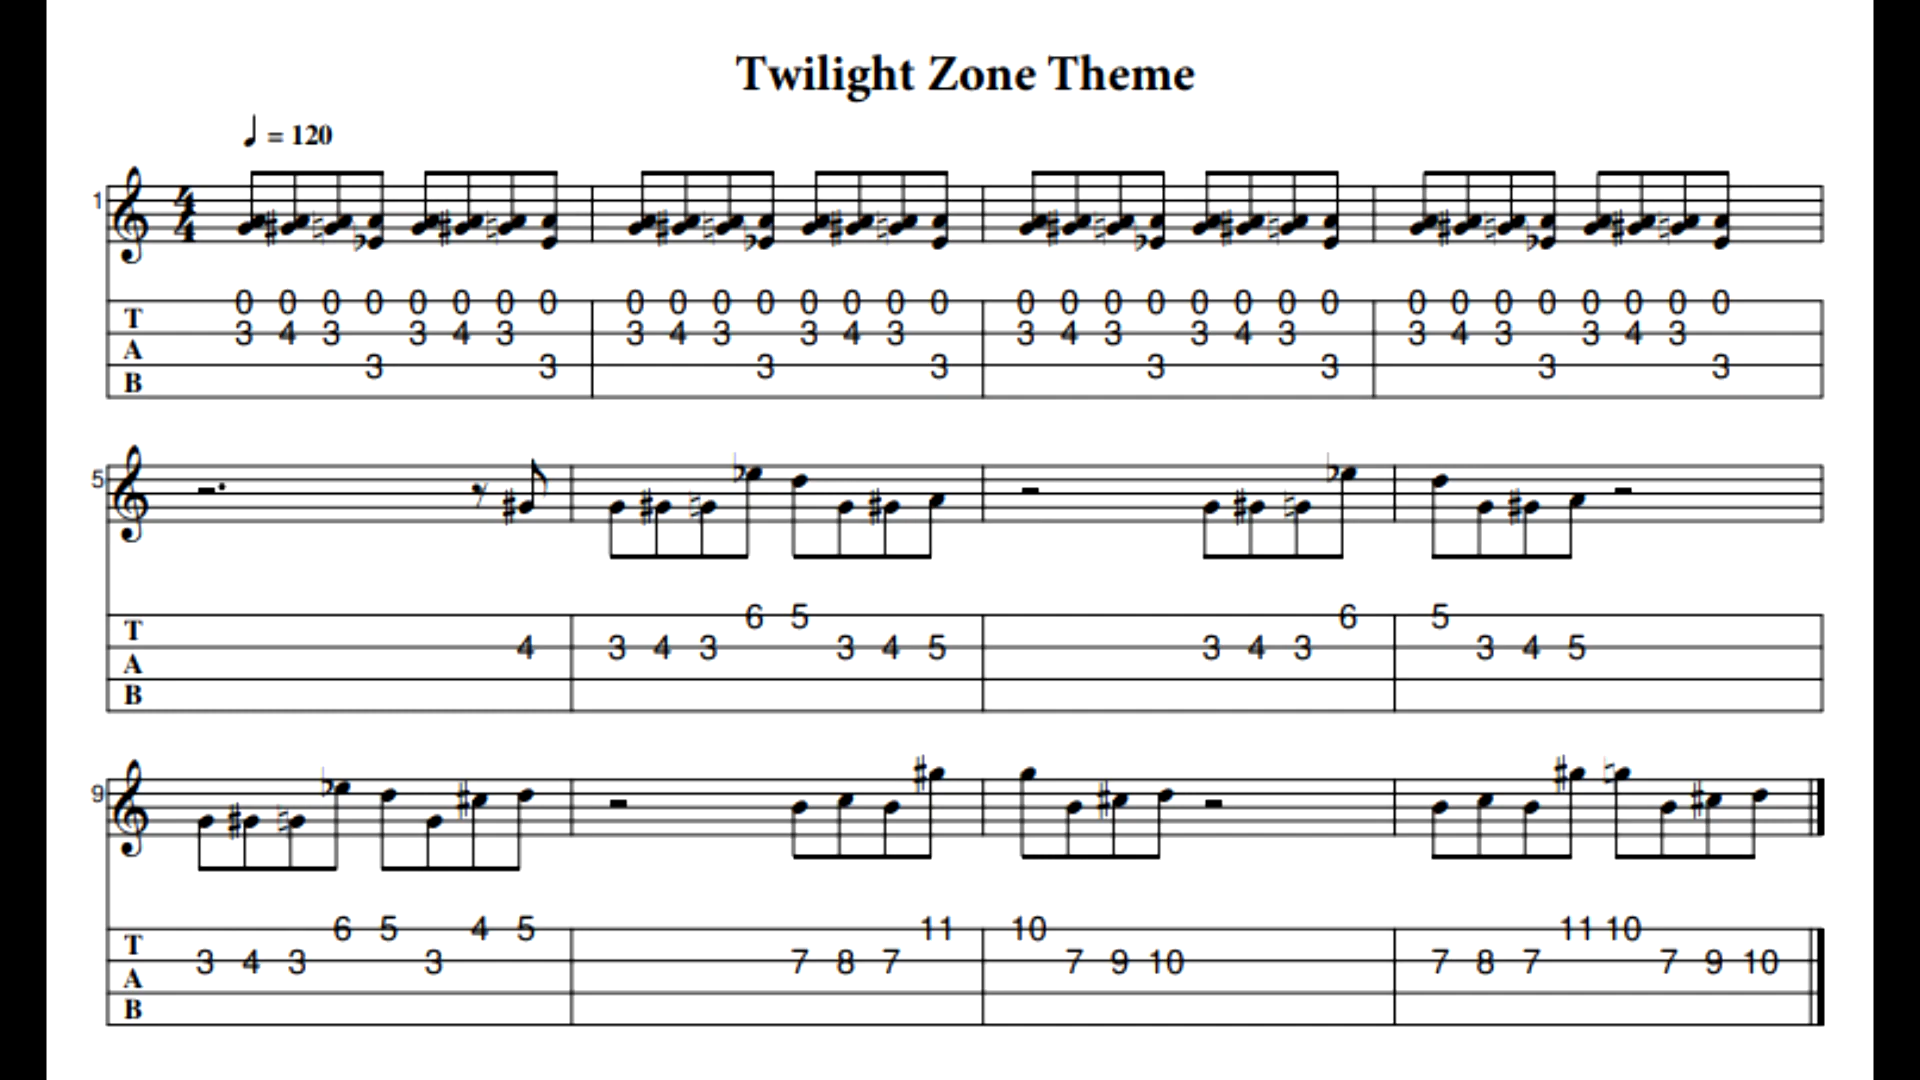 Twilight Zone Theme
♩ = 120
1
4
4
0 0 0 0 0 0 0 0 0 0 0 0 0 0 0 0 0 0 0 0 0 0 0 0 0 0 0 0 0 0 0 0
T 3 4 3 3 4 3 3 4 3 3 4 3 3 4 3 3 4 3 3 4 3 3 4 3
A 3 3 3 3 3 3 3 3
B
5
6 5 6 5
T 4 3 4 3 3 4 5 3 4 3 3 4 5
A
B
9
6 5 4 5 11 10 11 10
T 3 4 3 3 7 8 7 7 9 10 7 8 7 7 9 10
A
B